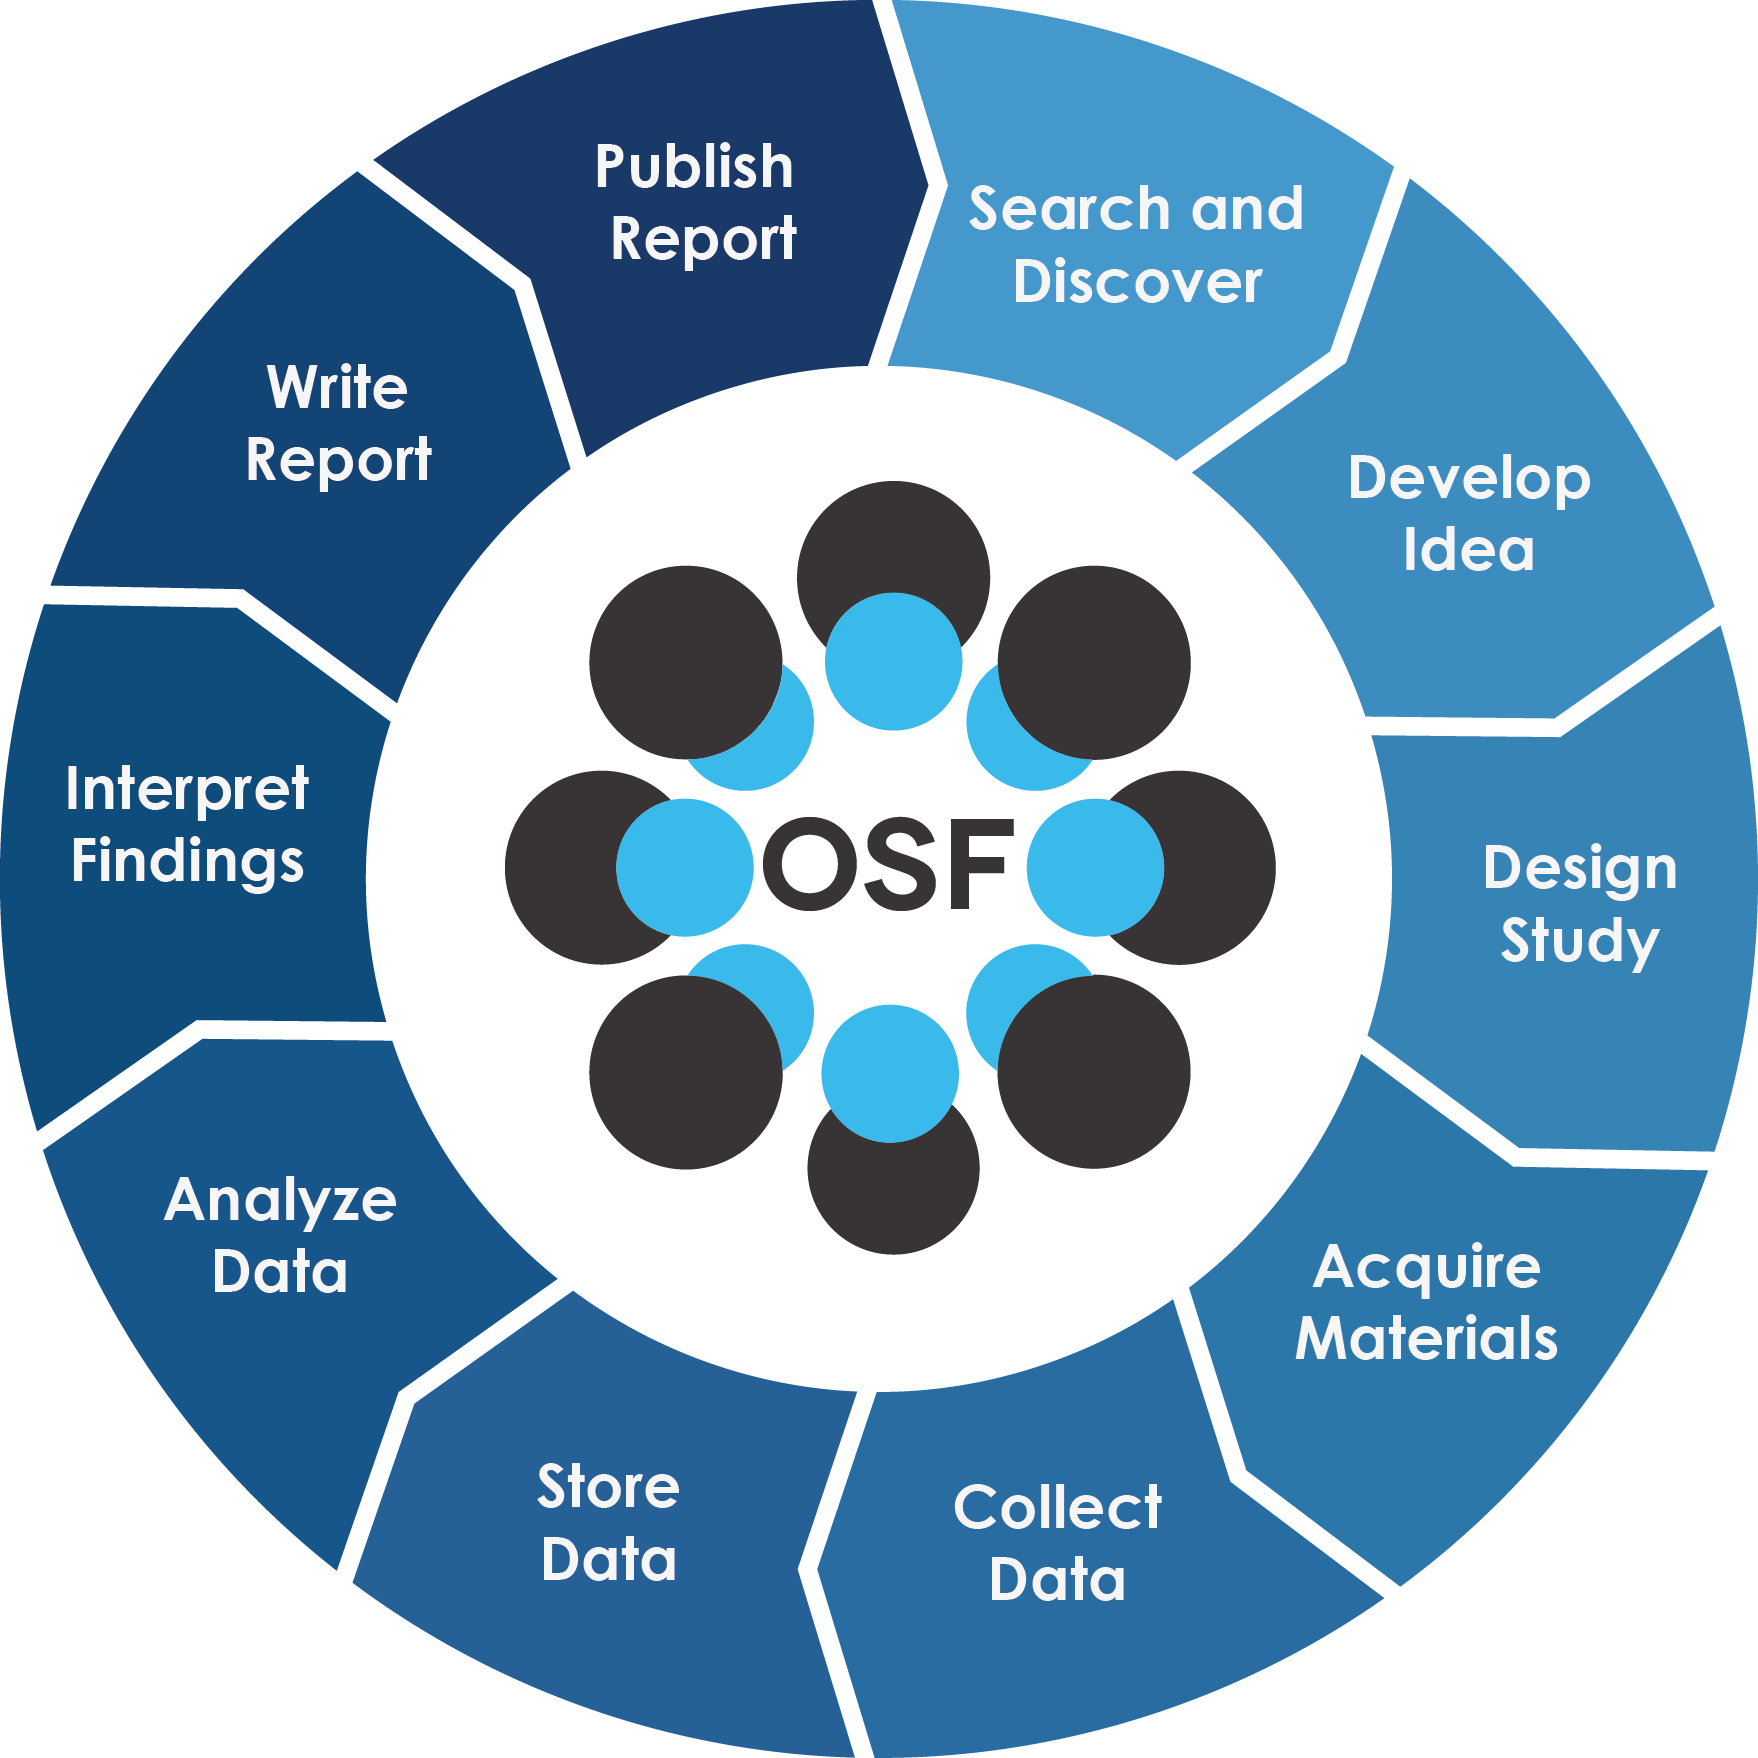 Publish
Report
Search and
Discover
Develop
Idea
Design
Study
Acquire
Materials
Collect
Data
Store
Data
Analyze
Data
Interpret
Findings
Write
Report
OSF